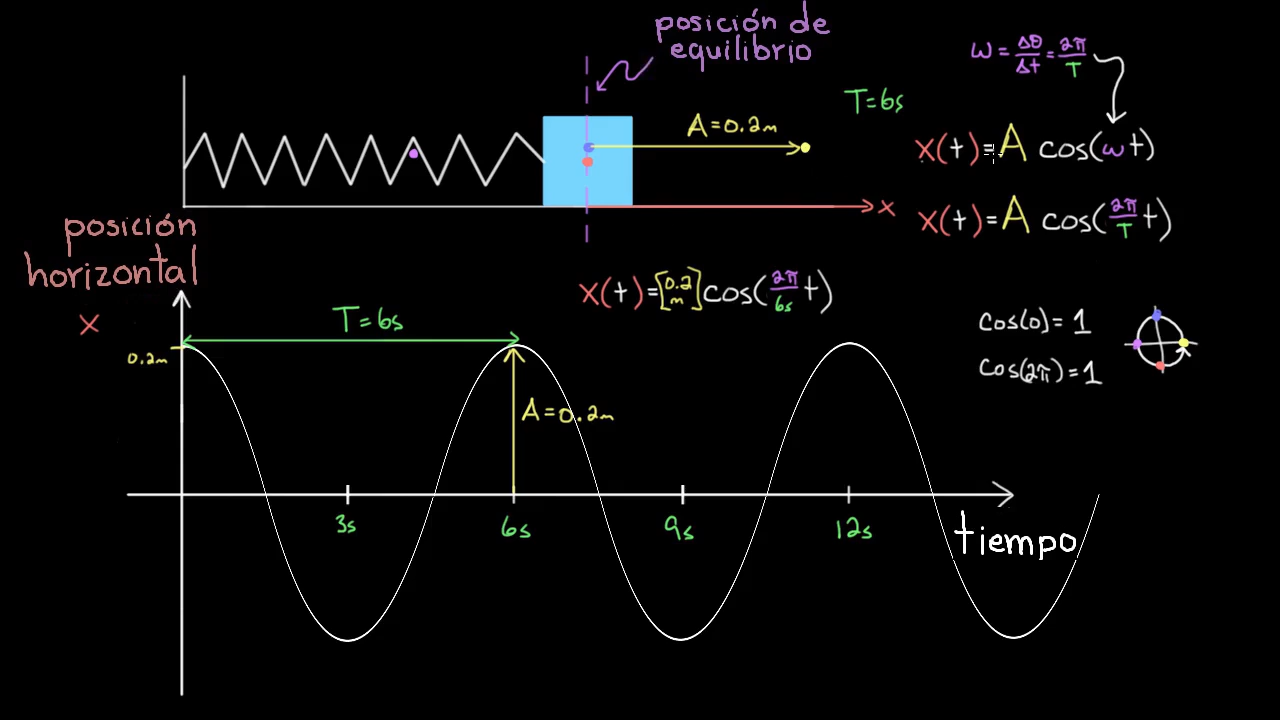 posición de
equilibrio
ω = Δθ/Δt = 2π/T
T=6s
A=0.2m
x(t)=A cos(ωt)
x
x(t)=A cos(2π/T t)
posición
horizontal
x(t)=[0.2 m]cos(2π/6s t)
x
T=6s
cos(0)=1
0.2m
cos(2π)=1
A=0.2m
3s
6s
9s
12s
tiempo